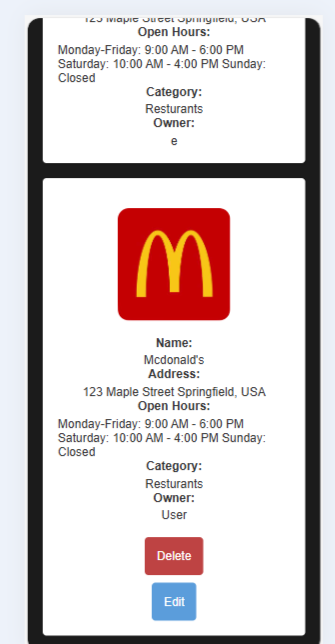 123 Maple Street Springfield, USA
Open Hours:
Monday-Friday: 9:00 AM - 6:00 PM
Saturday: 10:00 AM - 4:00 PM Sunday:
Closed
Category:
Resturants
Owner:
e
M
Name:
Mcdonald's
Address:
123 Maple Street Springfield, USA
Open Hours:
Monday-Friday: 9:00 AM - 6:00 PM
Saturday: 10:00 AM - 4:00 PM Sunday:
Closed
Category:
Resturants
Owner:
User
Delete
Edit